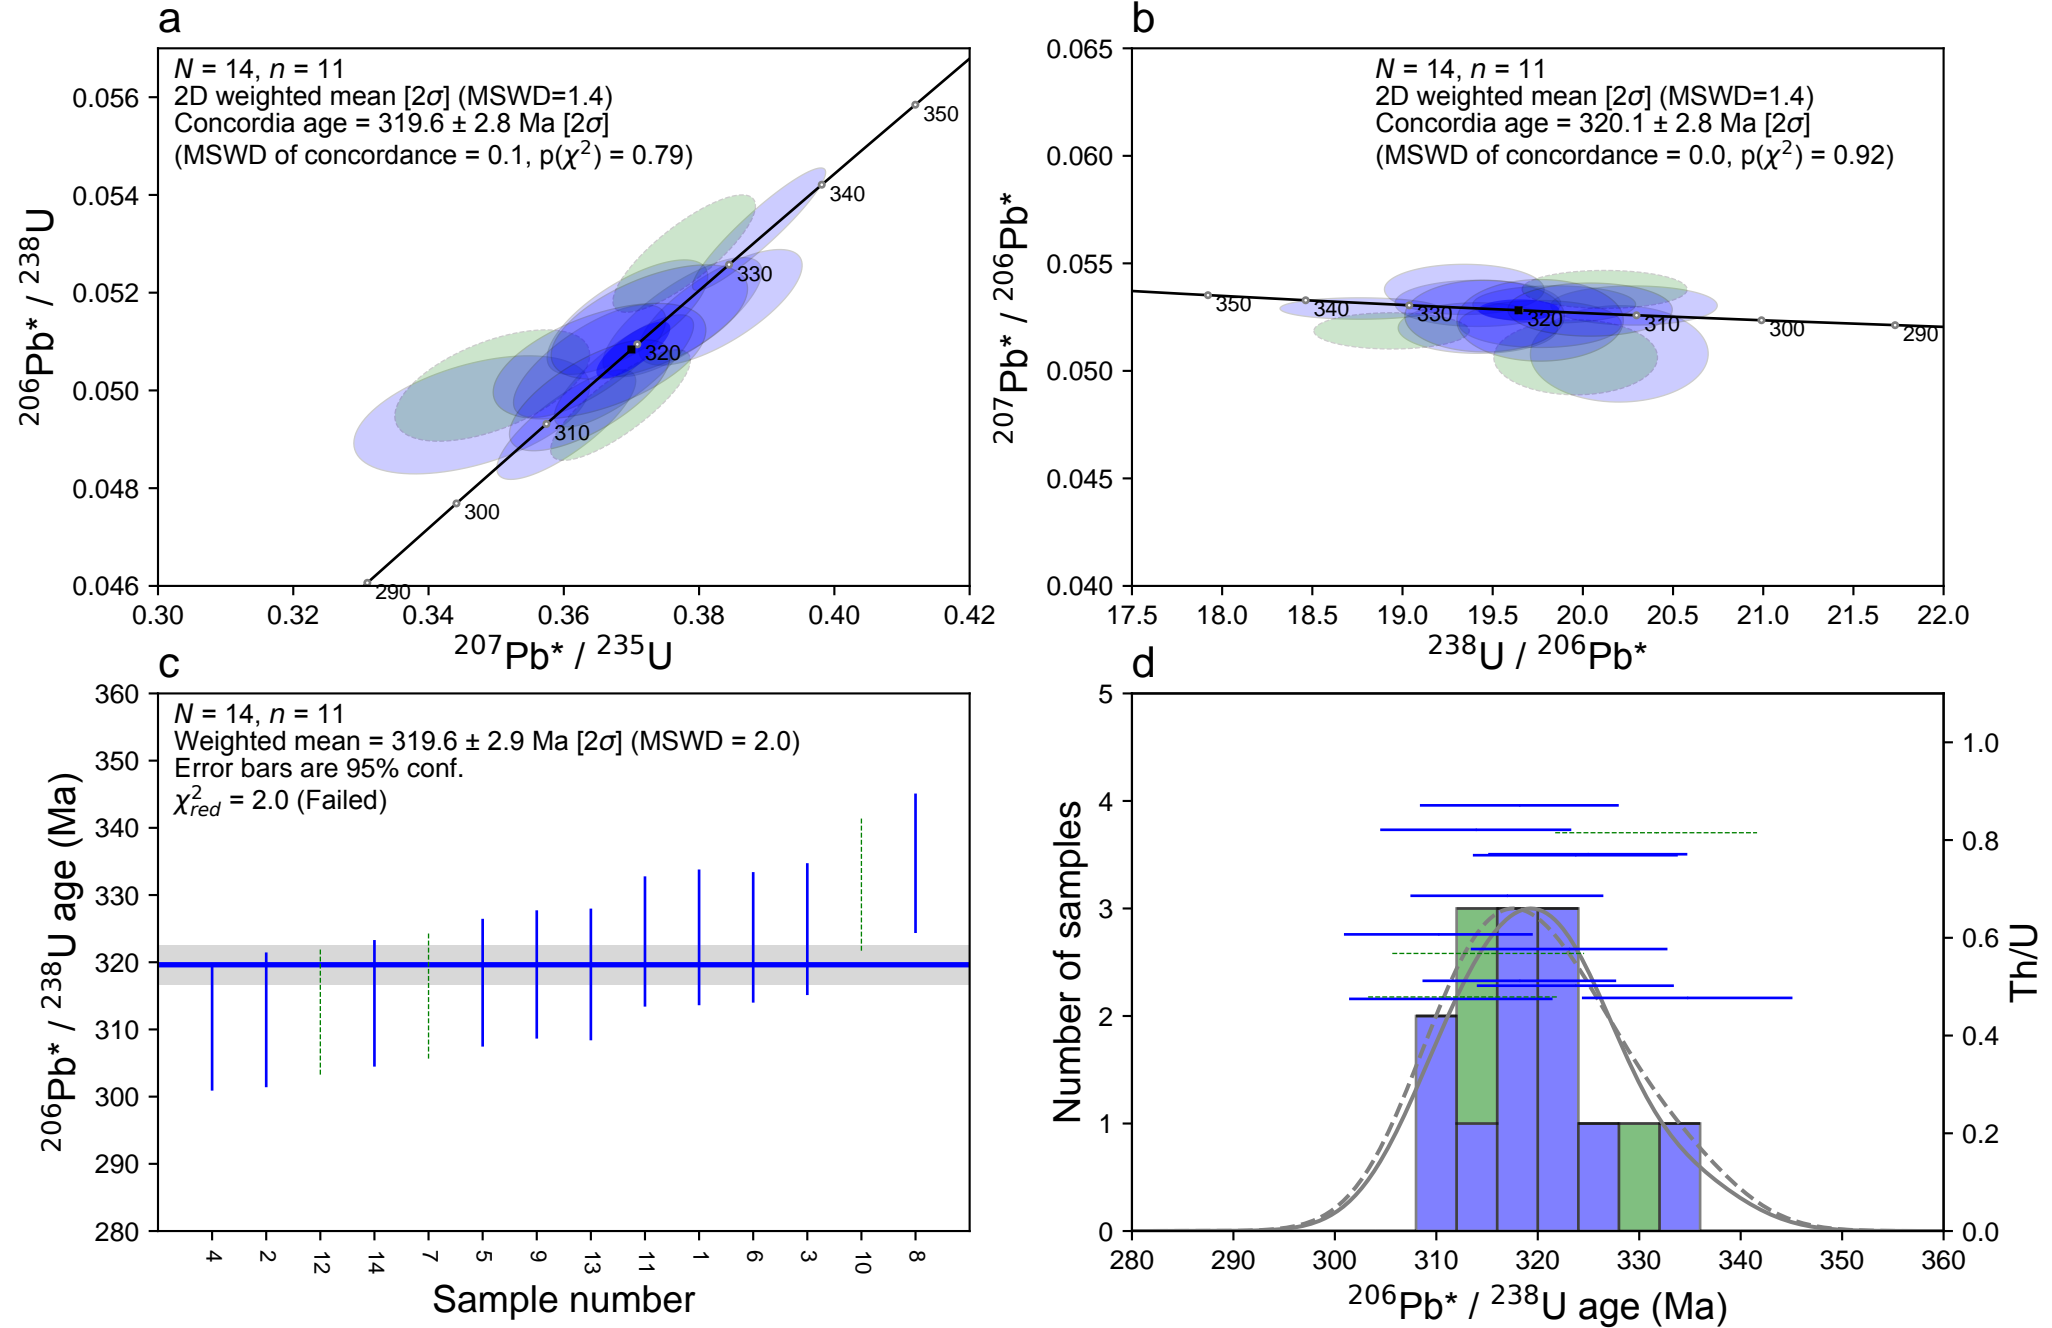 a
N = 14, n = 11
2D weighted mean [2σ] (MSWD=1.4)
Concordia age = 319.6 ± 2.8 Ma [2σ]
(MSWD of concordance = 0.1, p(χ²) = 0.79)
0.056
0.054
0.052
0.050
0.048
0.046
²⁰⁶Pb* / ²³⁸U
350
340
330
320
310
300
290
0.30 0.32 0.34 0.36 0.38 0.40 0.42
²⁰⁷Pb* / ²³⁵U
b
N = 14, n = 11
2D weighted mean [2σ] (MSWD=1.4)
Concordia age = 320.1 ± 2.8 Ma [2σ]
(MSWD of concordance = 0.0, p(χ²) = 0.92)
0.065
0.060
0.055
0.050
0.045
0.040
²⁰⁷Pb* / ²⁰⁶Pb*
350 340 330 320 310 300 290
17.5 18.0 18.5 19.0 19.5 20.0 20.5 21.0 21.5 22.0
²³⁸U / ²⁰⁶Pb*
c
N = 14, n = 11
Weighted mean = 319.6 ± 2.9 Ma [2σ] (MSWD = 2.0)
Error bars are 95% conf.
χ²red = 2.0 (Failed)
360
350
340
330
320
310
300
290
280
²⁰⁶Pb* / ²³⁸U age (Ma)
4 2 12 14 7 5 9 13 11 1 6 3 10 8
Sample number
d
5
4
3
2
1
0
Number of samples
1.0
0.8
0.6
0.4
0.2
0.0
Th/U
280 290 300 310 320 330 340 350 360
²⁰⁶Pb* / ²³⁸U age (Ma)